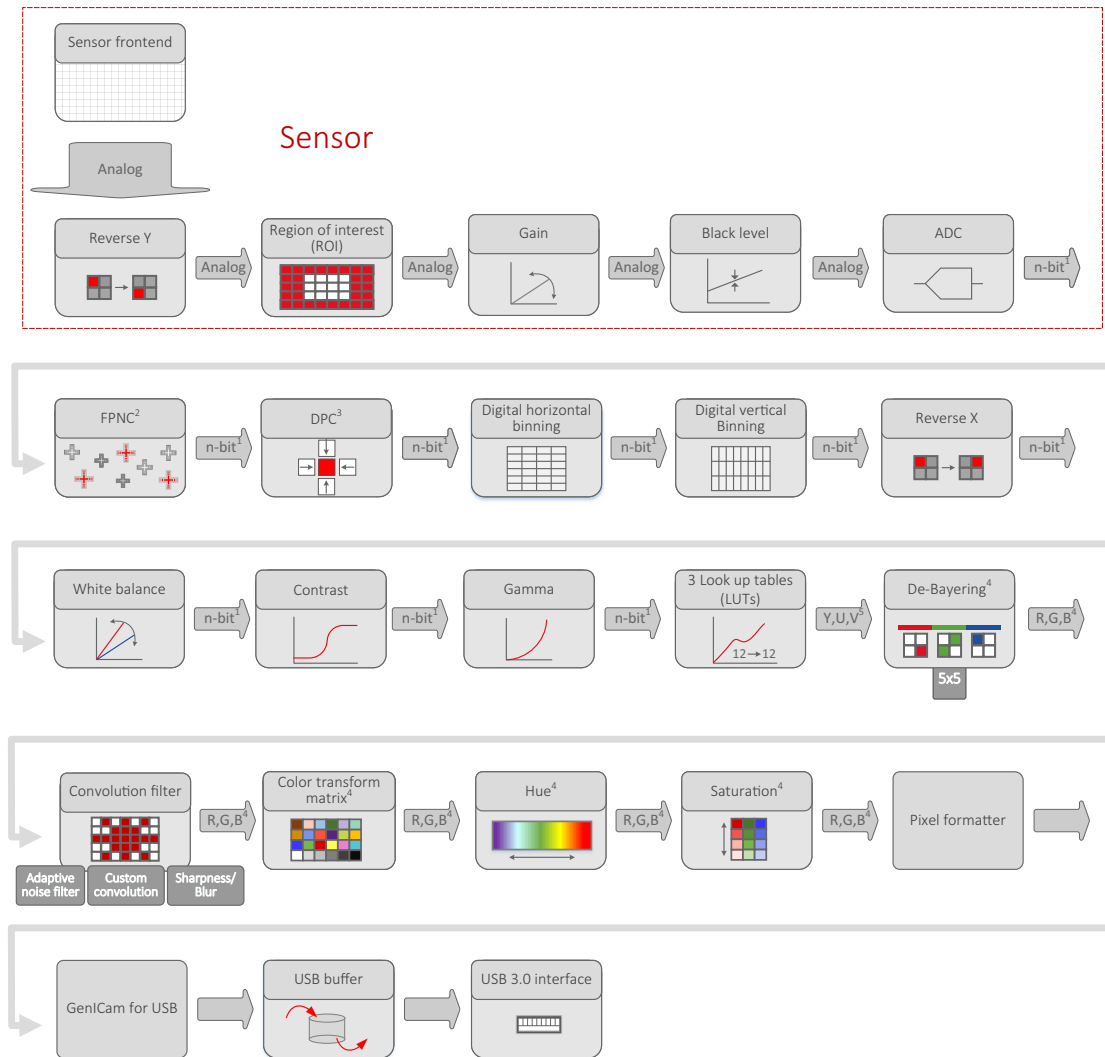 Sensor frontend
Sensor
Analog
Reverse Y
Analog
Region of interest
(ROI)
Analog
Gain
Analog
Black level
Analog
ADC
n-bit¹
FPNC²
n-bit¹
DPC³
n-bit¹
Digital horizontal
binning
n-bit¹
Digital vertical
Binning
n-bit¹
Reverse X
n-bit¹
White balance
n-bit¹
Contrast
n-bit¹
Gamma
n-bit¹
3 Look up tables
(LUTs)
12→12
Y,U,V⁵
De-Bayering⁴
5x5
R,G,B⁴
Convolution filter
Adaptive
noise filter
Custom
convolution
Sharpness/
Blur
R,G,B⁴
Color transform
matrix⁴
R,G,B⁴
Hue⁴
R,G,B⁴
Saturation⁴
R,G,B⁴
Pixel formatter
GenICam for USB
USB buffer
USB 3.0 interface